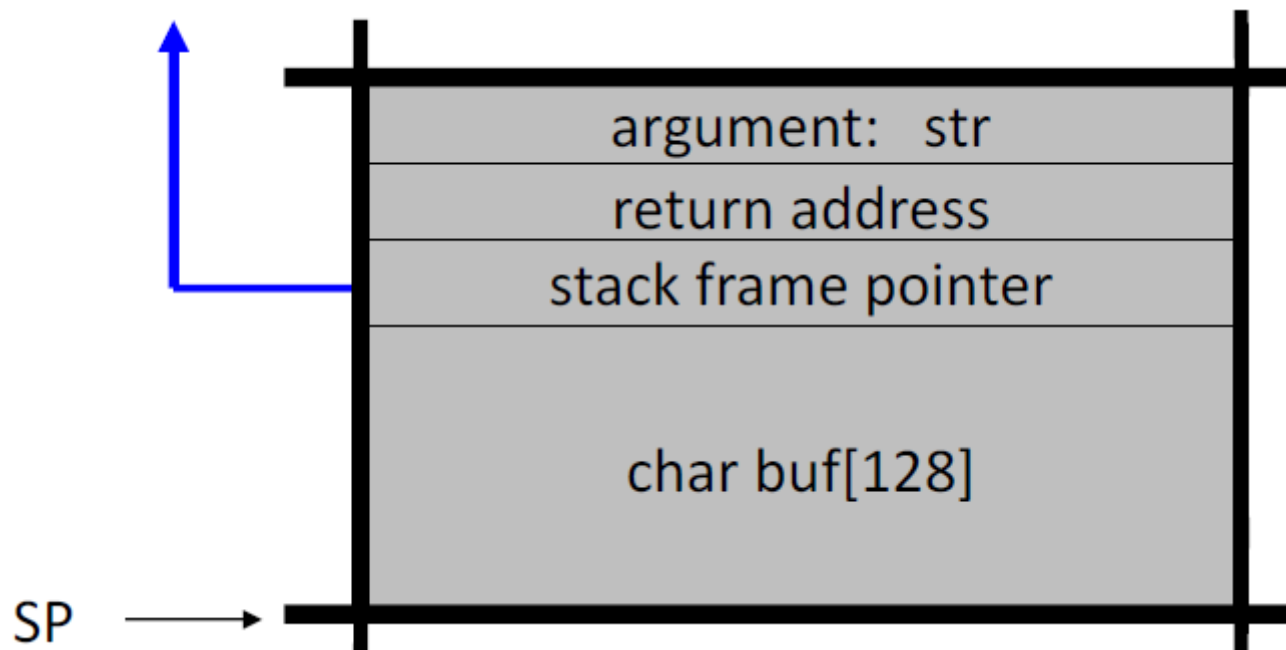 argument: str
return address
stack frame pointer
char buf[128]
SP